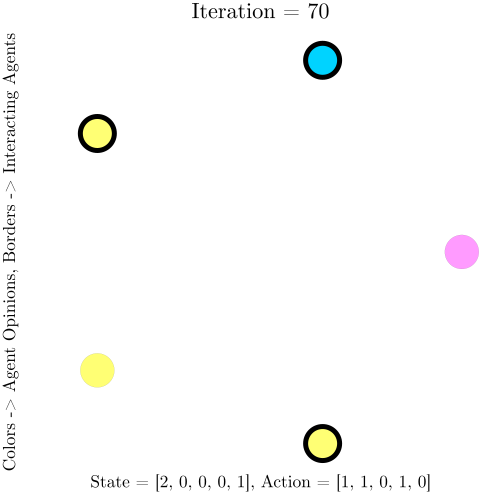 Iteration = 70
Colors -> Agent Opinions, Borders -> Interacting Agents
State = [2, 0, 0, 0, 1], Action = [1, 1, 0, 1, 0]